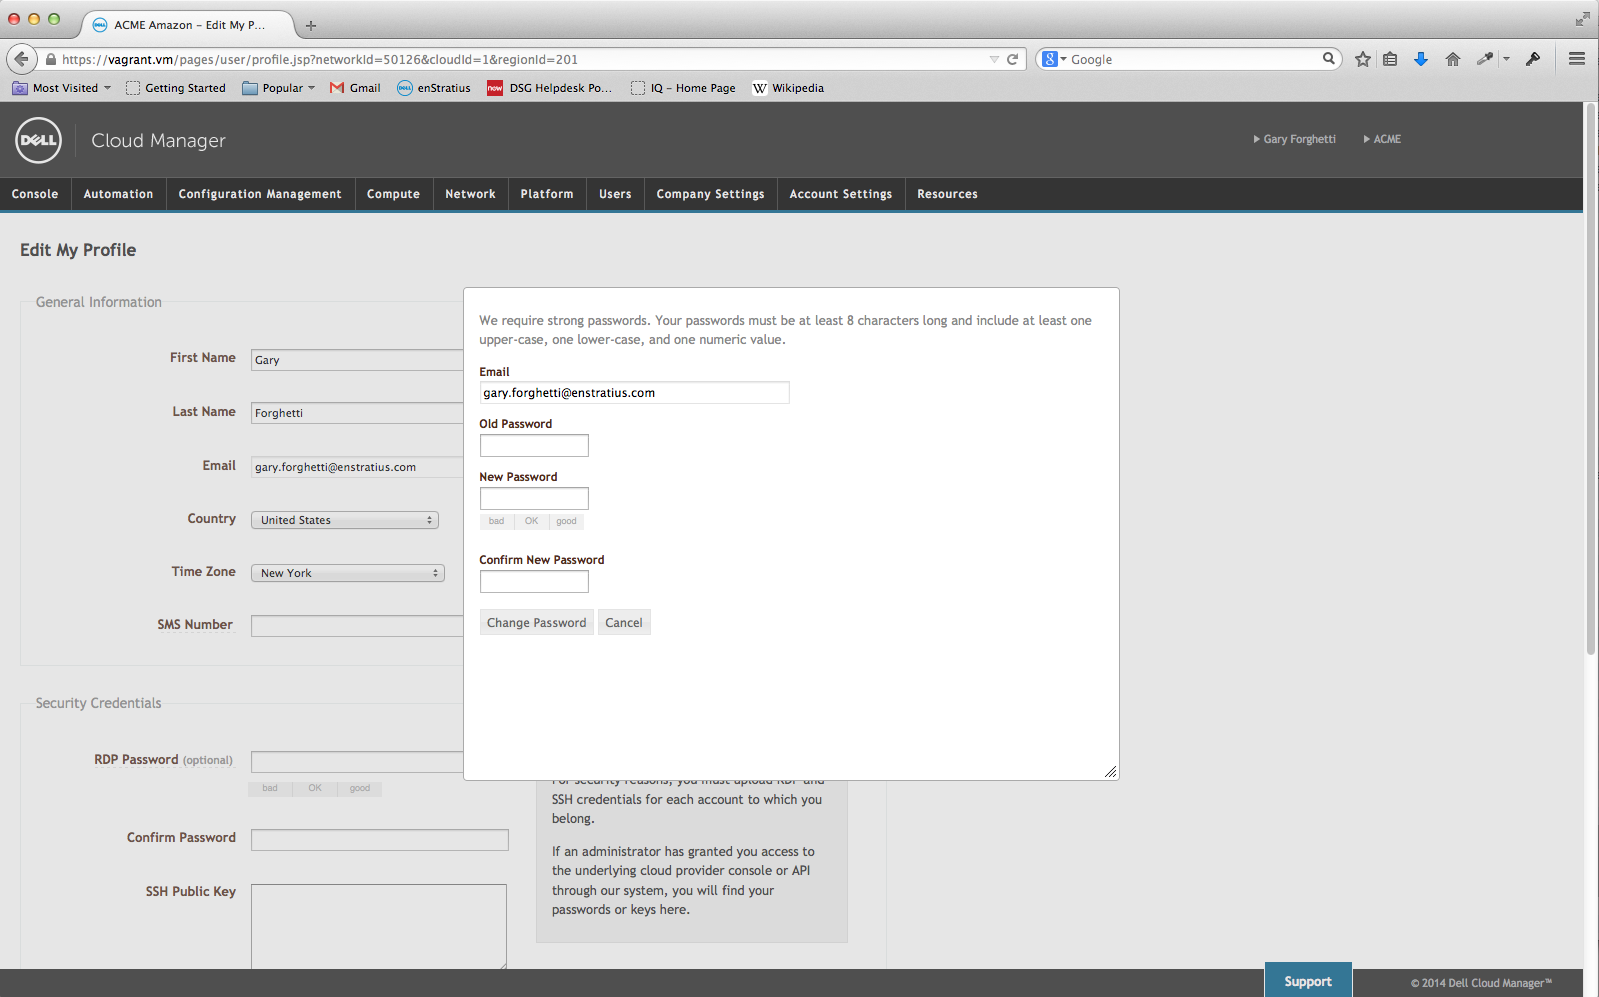 ACME Amazon – Edit My P...
https://vagrant.vm/pages/user/profile.jsp?networkId=50126&cloudId=1&regionId=201
Google
Most Visited Getting Started Popular Gmail enStratius DSG Helpdesk Po... IQ – Home Page Wikipedia
DELL Cloud Manager
Gary Forghetti ACME
Console Automation Configuration Management Compute Network Platform Users Company Settings Account Settings Resources
Edit My Profile
General Information
First Name Gary
Last Name Forghetti
Email gary.forghetti@enstratius.com
Country United States
Time Zone New York
SMS Number
We require strong passwords. Your passwords must be at least 8 characters long and include at least one
upper-case, one lower-case, and one numeric value.
Email
gary.forghetti@enstratius.com
Old Password
New Password
bad OK good
Confirm New Password
Change Password Cancel
Security Credentials
RDP Password (optional)
bad OK good
Confirm Password
SSH Public Key
For security reasons, you must upload RDP and
SSH credentials for each account to which you
belong.
If an administrator has granted you access to
the underlying cloud provider console or API
through our system, you will find your
passwords or keys here.
Support
© 2014 Dell Cloud Manager™